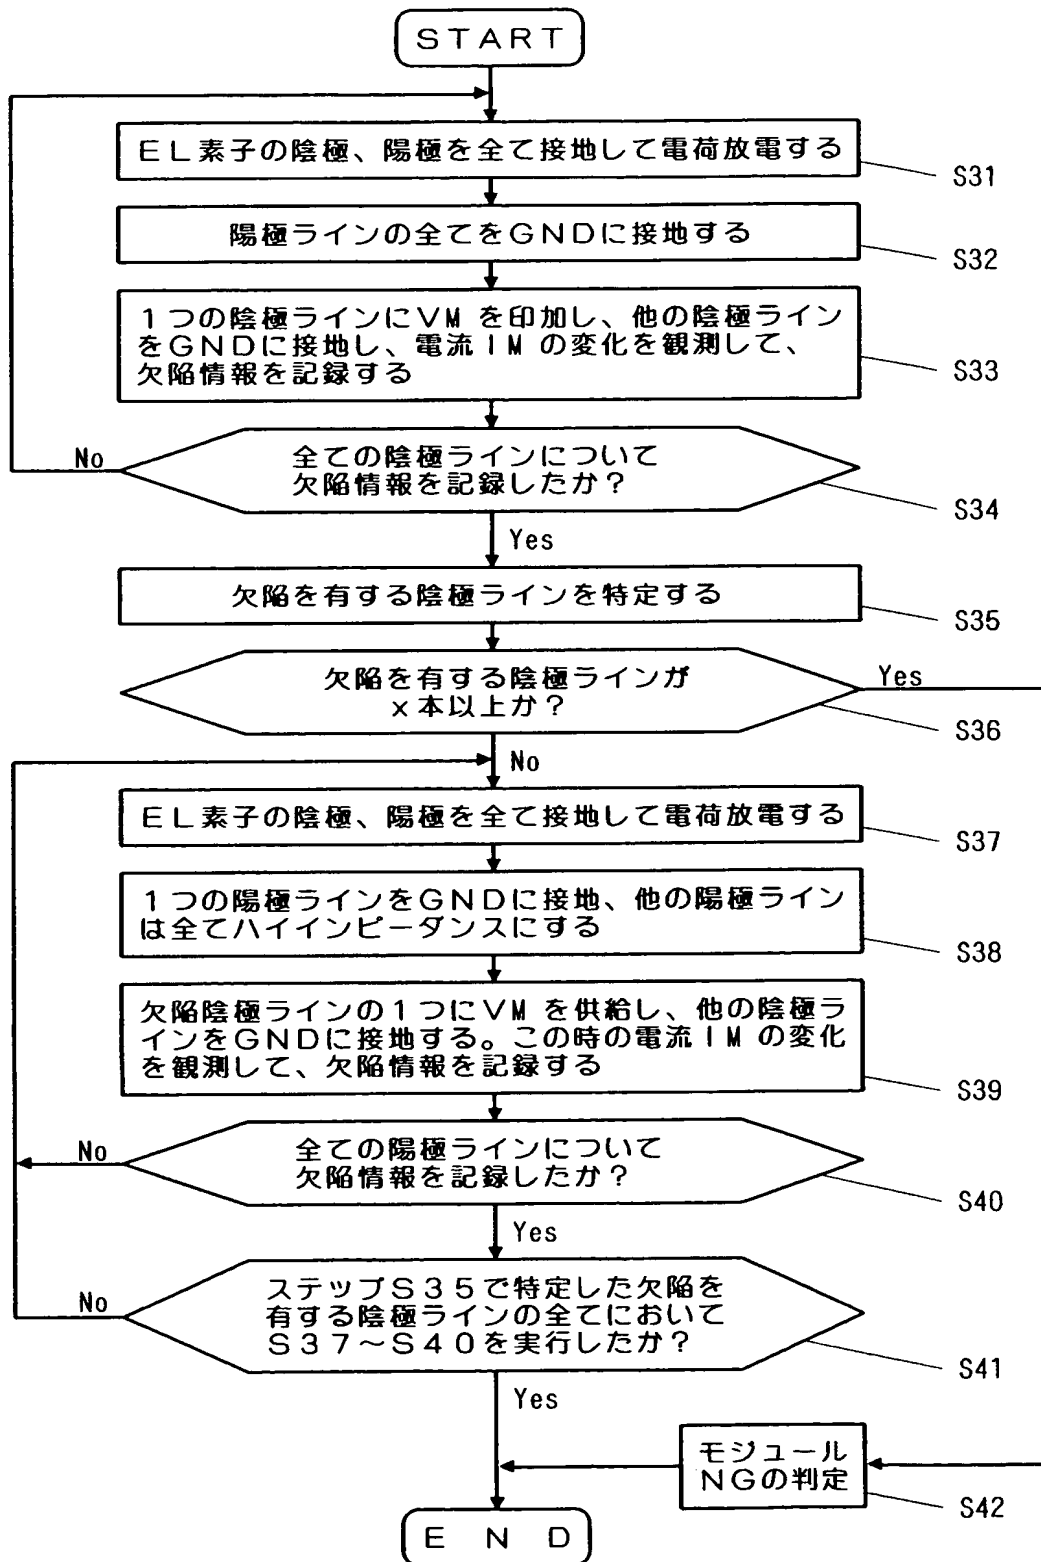 START
EL素子の陰極、陽極を全て接地して電荷放電する
S31
陽極ラインの全てをGNDに接地する
S32
1つの陰極ラインにVMを印加し、他の陰極ライン
をGNDに接地し、電流IMの変化を観測して、
欠陥情報を記録する
S33
全ての陰極ラインについて
欠陥情報を記録したか?
No
S34
Yes
欠陥を有する陰極ラインを特定する
S35
欠陥を有する陰極ラインが
x本以上か?
Yes
S36
No
EL素子の陰極、陽極を全て接地して電荷放電する
S37
1つの陽極ラインをGNDに接地、他の陽極ライン
は全てハイインピーダンスにする
S38
欠陥陰極ラインの1つにVMを供給し、他の陰極ラ
インをGNDに接地する。この時の電流IMの変化
を観測して、欠陥情報を記録する
S39
全ての陽極ラインについて
欠陥情報を記録したか?
No
S40
Yes
ステップS35で特定した欠陥を
有する陰極ラインの全てにおいて
S37~S40を実行したか?
No
S41
Yes
モジュール
NGの判定
S42
END